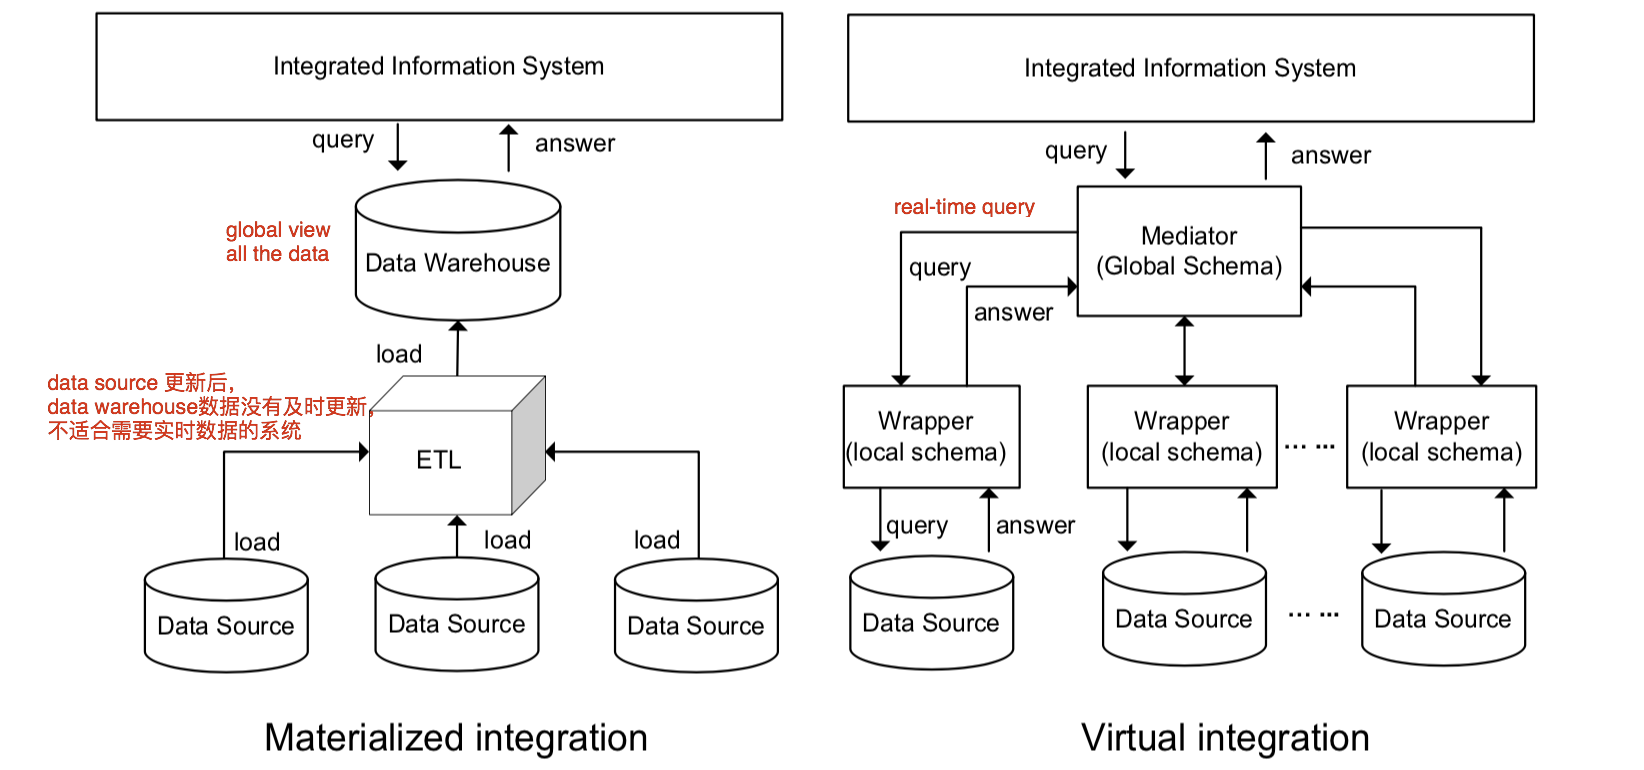 Integrated Information System
query
answer
global view
all the data
Data Warehouse
load
data source 更新后,
data warehouse数据没有及时更新,
不适合需要实时数据的系统
ETL
load
load
load
Data Source
Data Source
Data Source
Materialized integration
Integrated Information System
query
answer
real-time query
Mediator
(Global Schema)
query
answer
Wrapper
(local schema)
Wrapper
(local schema)
... ...
Wrapper
(local schema)
query
answer
Data Source
Data Source
... ...
Data Source
Virtual integration